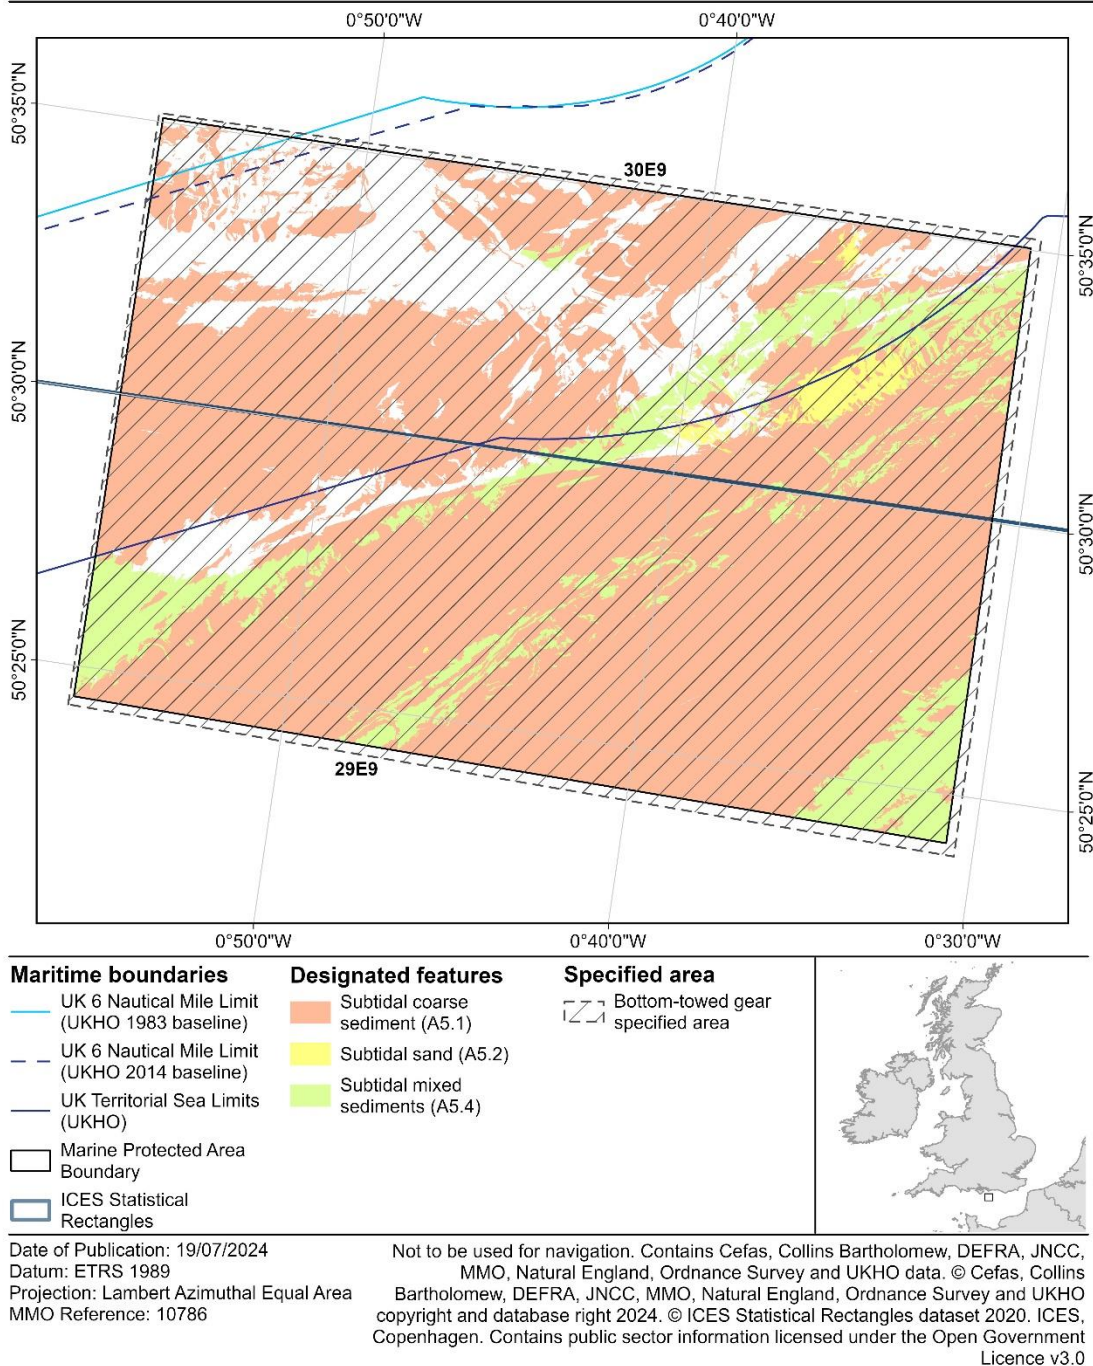 0°50'0"W
0°40'0"W
50°35'0"N
30E9
50°35'0"N
50°30'0"N
50°30'0"N
50°25'0"N
29E9
50°25'0"N
0°50'0"W
0°40'0"W
0°30'0"W
Maritime boundaries
UK 6 Nautical Mile Limit
(UKHO 1983 baseline)
UK 6 Nautical Mile Limit
(UKHO 2014 baseline)
UK Territorial Sea Limits
(UKHO)
Marine Protected Area
Boundary
ICES Statistical
Rectangles
Designated features
Subtidal coarse
sediment (A5.1)
Subtidal sand (A5.2)
Subtidal mixed
sediments (A5.4)
Specified area
Bottom-towed gear
specified area
Date of Publication: 19/07/2024
Datum: ETRS 1989
Projection: Lambert Azimuthal Equal Area
MMO Reference: 10786
Not to be used for navigation. Contains Cefas, Collins Bartholomew, DEFRA, JNCC,
MMO, Natural England, Ordnance Survey and UKHO data. © Cefas, Collins
Bartholomew, DEFRA, JNCC, MMO, Natural England, Ordnance Survey and UKHO
copyright and database right 2024. © ICES Statistical Rectangles dataset 2020. ICES,
Copenhagen. Contains public sector information licensed under the Open Government
Licence v3.0